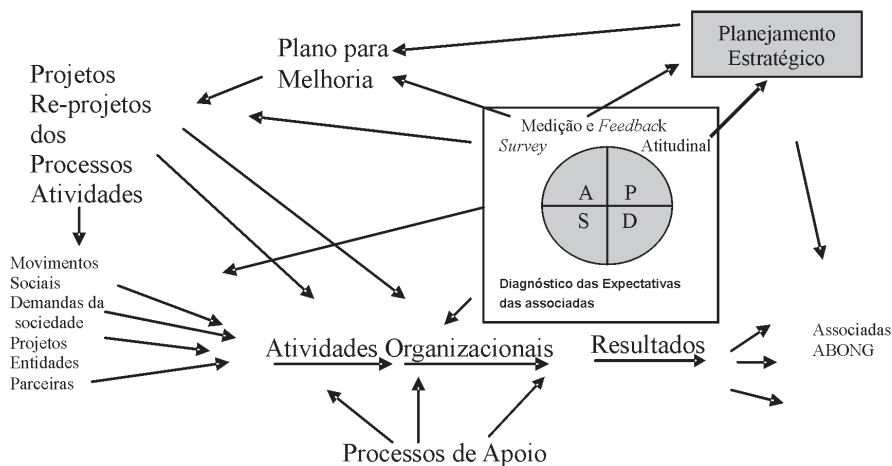 Planejamento
Estratégico
Plano para
Melhoria
Projetos
Re-projetos
dos
Processos
Atividades
Medição e Feedback
Survey Atitudinal
A P
S D
Diagnóstico das Expectativas
das associadas
Movimentos
Sociais
Demandas da
sociedade
Projetos
Entidades
Parceiras
Atividades Organizacionais
Resultados
Associadas
ABONG
Processos de Apoio